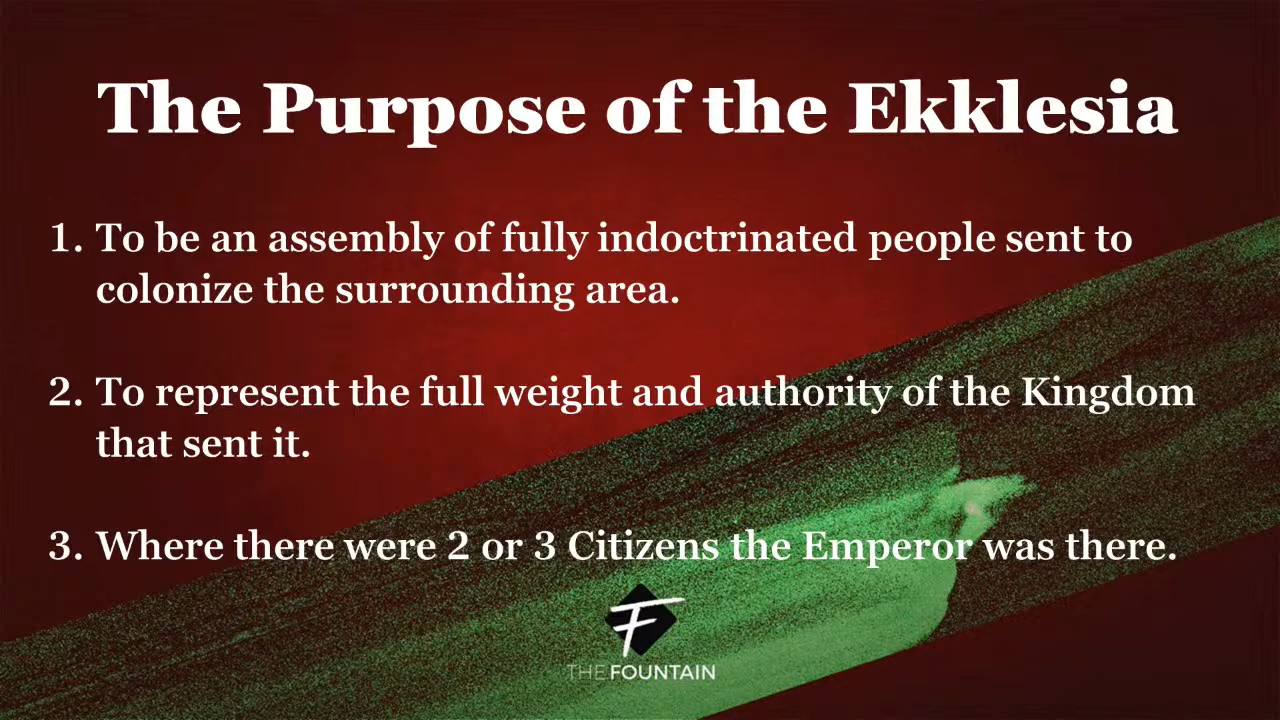 The Purpose of the Ekklesia
1. To be an assembly of fully indoctrinated people sent to
colonize the surrounding area.
2. To represent the full weight and authority of the Kingdom
that sent it.
3. Where there were 2 or 3 Citizens the Emperor was there.
F
THE FOUNTAIN